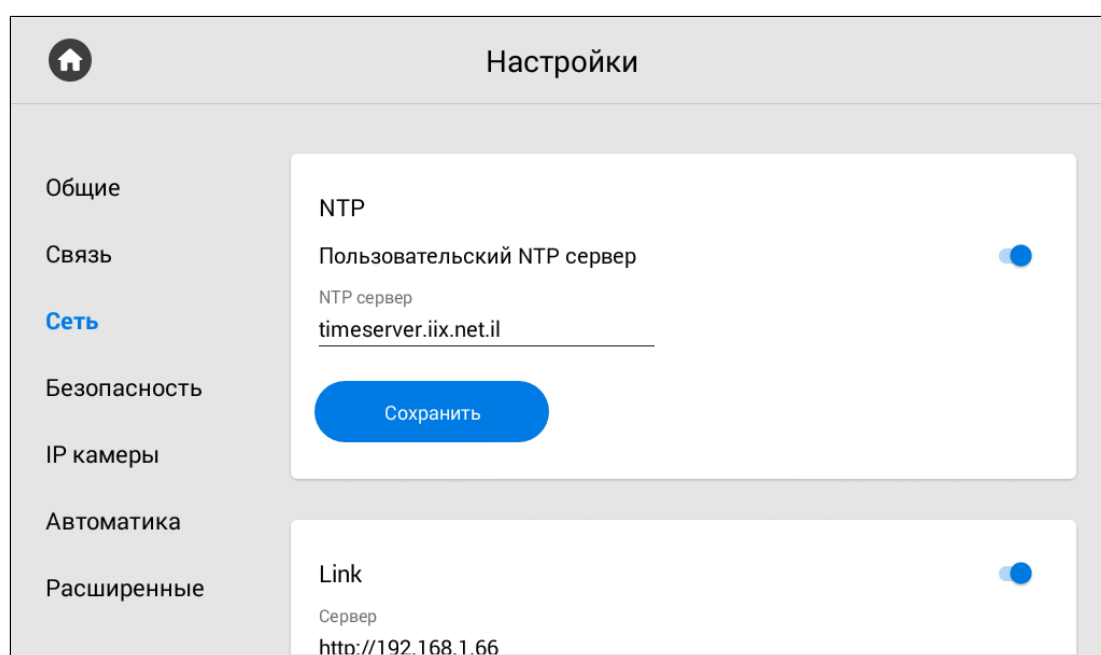 Настройки
Общие
Связь
Сеть
Безопасность
IP камеры
Автоматика
Расширенные
NTP
Пользовательский NTP сервер
NTP сервер
timeserver.iix.net.il
Сохранить
Link
Сервер
http://192.168.1.66